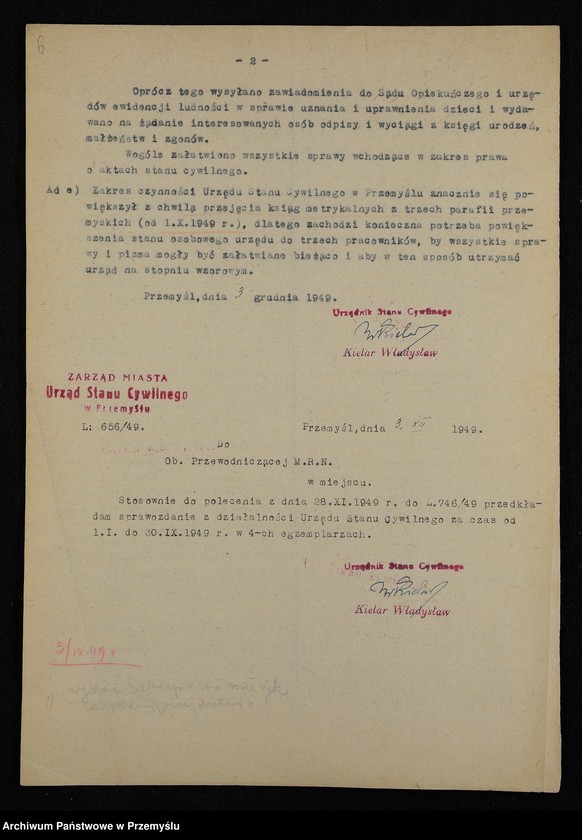 6
- 2 -
Oprócz tego wysyłano zawiadomienia do Sądu Opiekuńczego i urzę-
dów ewidencji ludności w sprawie uznania i uprawnienia dzieci i wyda-
wano na żądanie interesowanych osób odpisy i wyciągi z księgi urodzeń,
małżeństw i zgonów.
Wogóle załatwiono wszystkie sprawy wchodzące w zakres prawa
o aktach stanu cywilnego.
Ad e) Zakres czynności Urzędu Stanu Cywilnego w Przemyślu znacznie się po-
większył z chwilą przejęcia ksiąg metrykalnych z trzech parafii prze-
myskich (od 1.X.1949 r.), dlatego zachodzi konieczna potrzeba powięk-
szenia stanu osobowego urzędu do trzech pracowników, by wszystkie spra-
wy i pisma mogły być załatwiane bieżąco i aby w ten sposób utrzymać
urząd na stopniu wzorowym.
Przemyśl,dnia 3 grudnia 1949.
Urzędnik Stanu Cywilnego
WKielar
Kielar Władysław
ZARZĄD MIASTA
Urząd Stanu Cywilnego
w Przemyślu
L: 656/49.
Przemyśl,dnia 3. XII 1949.
Do
Ob. Przewodniczącej M.R.N.
w miejscu.
Stosownie do polecenia z dnia 28.XI.1949 r. do L.746/49 przedkła-
dam sprawozdanie z działalności Urzędu Stanu Cywilnego za czas od
1.I. do 30.IX.1949 r. w 4-ch egzemplarzach.
Urzędnik Stanu Cywilnego
WKielar
Kielar Władysław
3/12.49 r
Archiwum Państwowe w Przemyślu